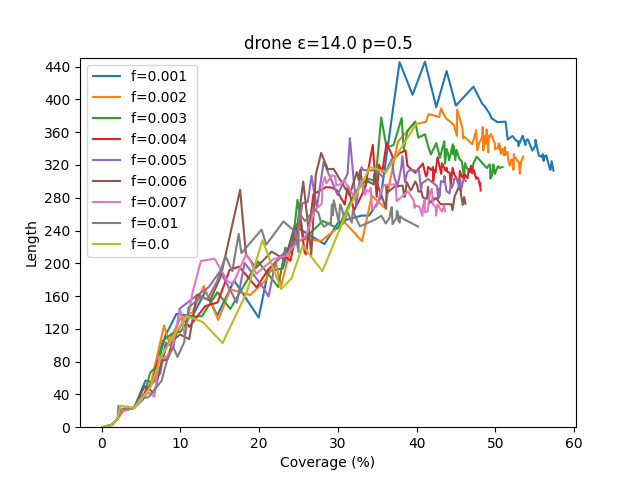 drone ε=14.0 p=0.5
440
400
360
320
280
240
200
160
120
80
40
0
Length
f=0.001
f=0.002
f=0.003
f=0.004
f=0.005
f=0.006
f=0.007
f=0.01
f=0.0
0 10 20 30 40 50 60
Coverage (%)